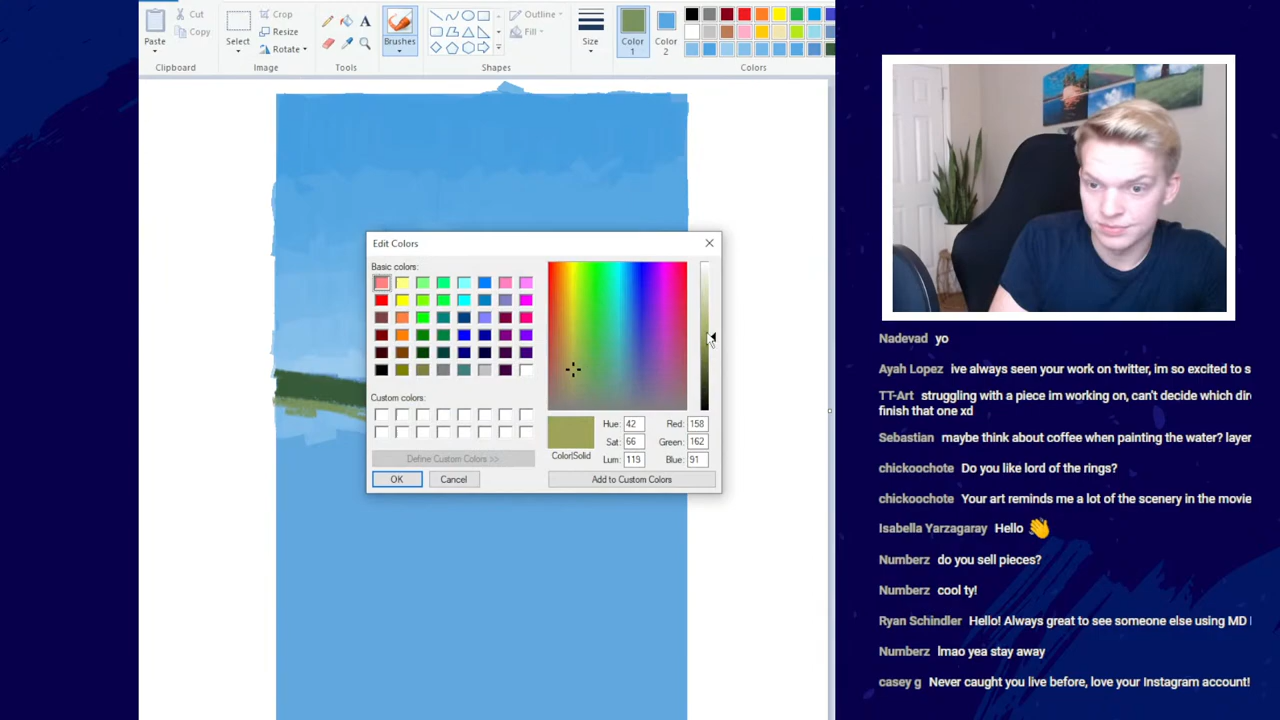 Cut
Copy
Paste
Clipboard
Select
Crop
Resize
Rotate
Image
A
Tools
Brushes
Outline
Fill
Shapes
Size
Color
1
Color
2
Colors
Edit Colors
Basic colors:
Custom colors:
Define Custom Colors >>
OK
Cancel
Color|Solid
Hue: 42
Sat: 66
Lum: 119
Red: 158
Green: 162
Blue: 91
Add to Custom Colors
Nadevad yo
Ayah Lopez ive always seen your work on twitter, im so excited to s
TT-Art struggling with a piece im working on, can't decide which
finish that one xd
Sebastian maybe think about coffee when painting the water?
chickoochote Do you like lord of the rings?
chickoochote Your art reminds me a lot of the scenery in the movie
Isabella Yarzagaray Hello 👋
Numberz do you sell pieces?
Numberz cool ty!
Ryan Schindler Hello! Always great to see someone else using MD
Numberz lmao yea stay away
casey g Never caught you live before, love your Instagram account!